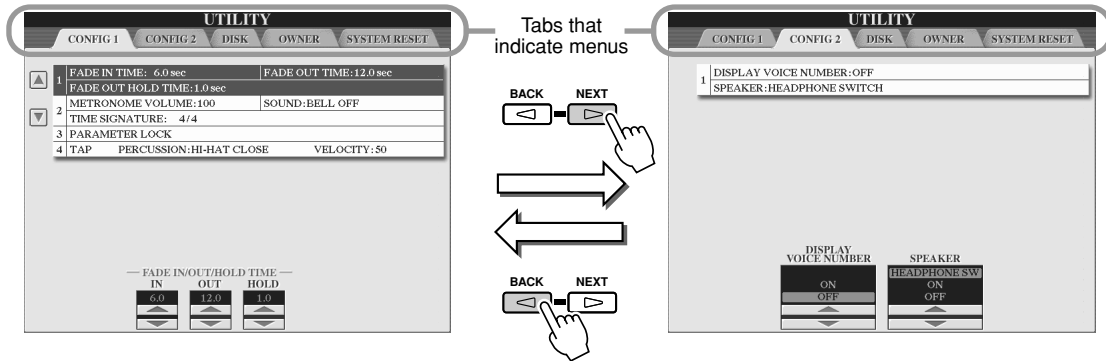 UTILITY
CONFIG 1 CONFIG 2 DISK OWNER SYSTEM RESET
1 FADE IN TIME: 6.0 sec FADE OUT TIME:12.0 sec
FADE OUT HOLD TIME:1.0 sec
2 METRONOME VOLUME:100 SOUND:BELL OFF
TIME SIGNATURE: 4/4
3 PARAMETER LOCK
4 TAP PERCUSSION:HI-HAT CLOSE VELOCITY:50
FADE IN/OUT/HOLD TIME
IN OUT HOLD
6.0 12.0 1.0
Tabs that
indicate menus
BACK NEXT
BACK NEXT
UTILITY
CONFIG 1 CONFIG 2 DISK OWNER SYSTEM RESET
1 DISPLAY VOICE NUMBER:OFF
SPEAKER:HEADPHONE SWITCH
DISPLAY
VOICE NUMBER
ON
OFF
SPEAKER
HEADPHONE SW
ON
OFF